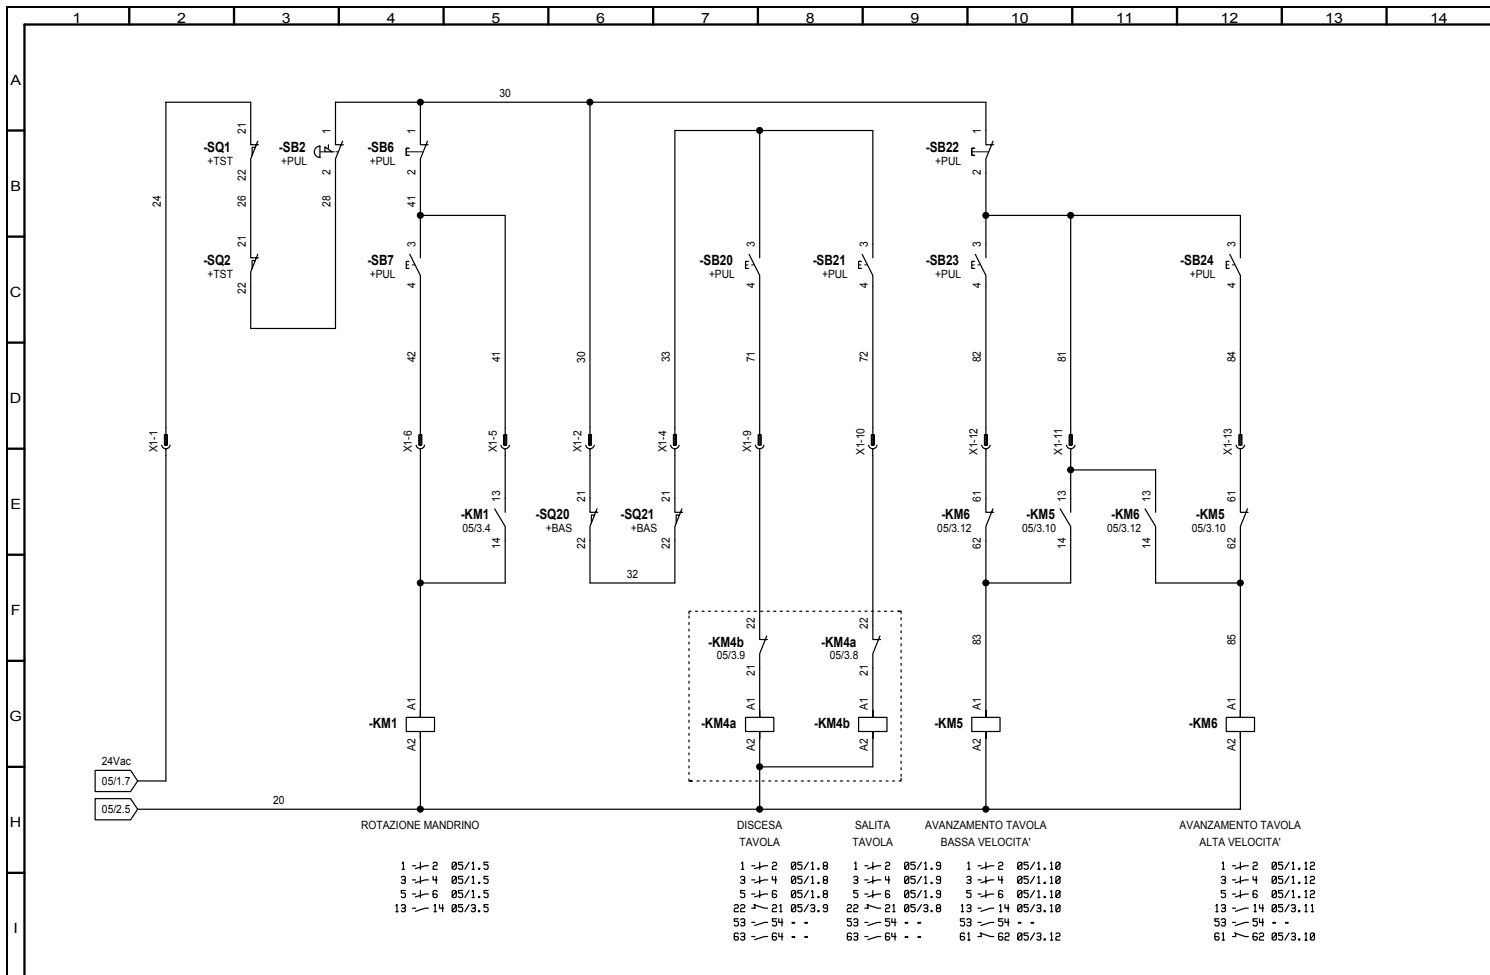 1 2 3 4 5 6 7 8 9 10 11 12 13 14
A
30
21 1 1 1
-SQ1 -SB2 -SB6 -SB22
+TST +PUL +PUL +PUL
22 2 2 2
B
24 26 28 41
21 3 3 3 3 3
-SQ2 -SB7 -SB20 -SB21 -SB23 -SB24
+TST +PUL +PUL +PUL +PUL +PUL
22 4 4 4 4 4
C
42 41 30 33 71 72 82 81 84
D
X1-1 X1-6 X1-5 X1-2 X1-4 X1-9 X1-10 X1-12 X1-11 X1-13
13 21 21 61 13 13 61
E
-KM1 -SQ20 -SQ21 -KM6 -KM5 -KM6 -KM5
05/3.4 +BAS +BAS 05/3.12 05/3.10 05/3.12 05/3.10
14 22 22 62 14 14 62
32
F
22 22
-KM4b -KM4a
05/3.9 05/3.8
21 21
83 85
A1 A1 A1 A1 A1
G
-KM1 -KM4a -KM4b -KM5 -KM6
A2 A2 A2 A2 A2
24Vac
05/1.7
05/2.5
20
H
ROTAZIONE MANDRINO
DISCESA
TAVOLA
SALITA
TAVOLA
AVANZAMENTO TAVOLA
BASSA VELOCITA'
AVANZAMENTO TAVOLA
ALTA VELOCITA'
1 2 05/1.5
3 4 05/1.5
5 6 05/1.5
13 14 05/3.5
1 2 05/1.8
3 4 05/1.8
5 6 05/1.8
22 21 05/3.9
53 54 - -
63 64 - -
1 2 05/1.9
3 4 05/1.9
5 6 05/1.9
22 21 05/3.8
53 54 - -
63 64 - -
1 2 05/1.10
3 4 05/1.10
5 6 05/1.10
13 14 05/3.10
53 54 - -
61 62 05/3.12
1 2 05/1.12
3 4 05/1.12
5 6 05/1.12
13 14 05/3.11
53 54 - -
61 62 05/3.10
I